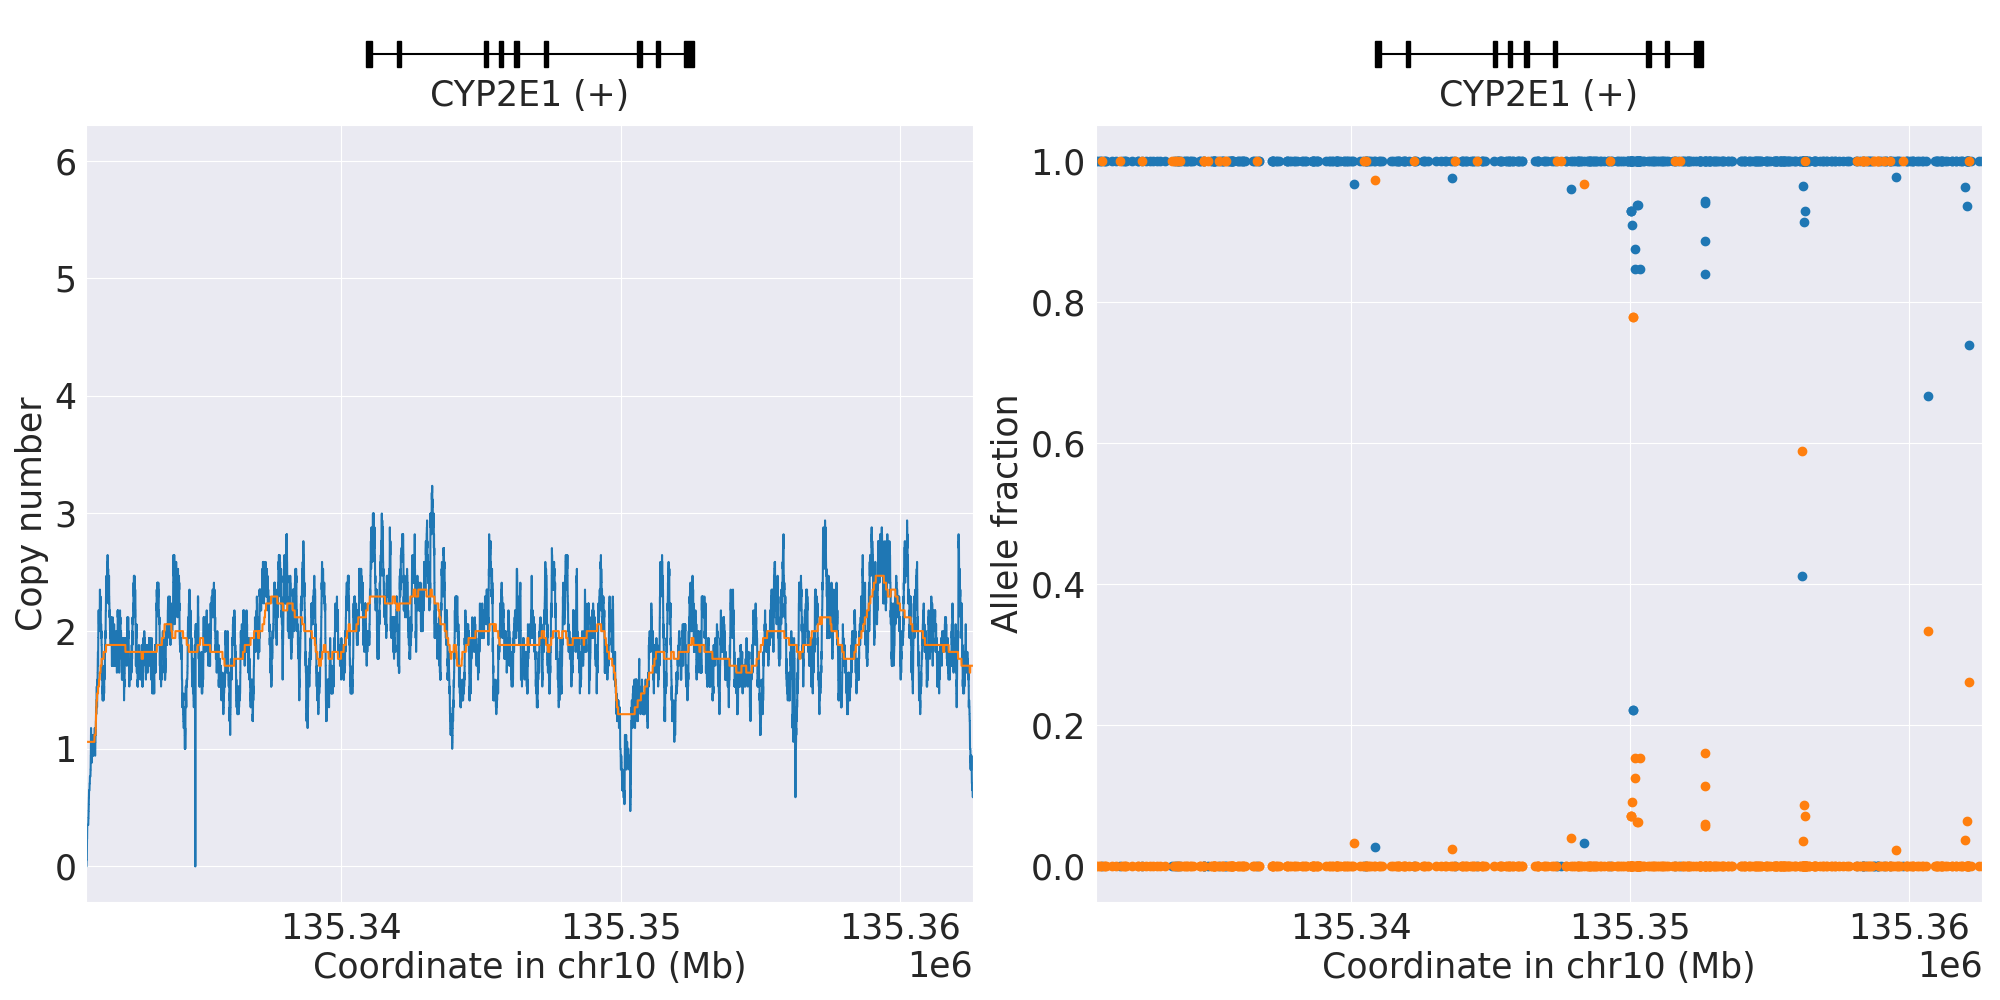 CYP2E1 (+)
6
5
4
3
2
1
0
Copy number
135.34 135.35 135.36
Coordinate in chr10 (Mb)
1e6
CYP2E1 (+)
1.0
0.8
0.6
0.4
0.2
0.0
Allele fraction
135.34 135.35 135.36
Coordinate in chr10 (Mb)
1e6